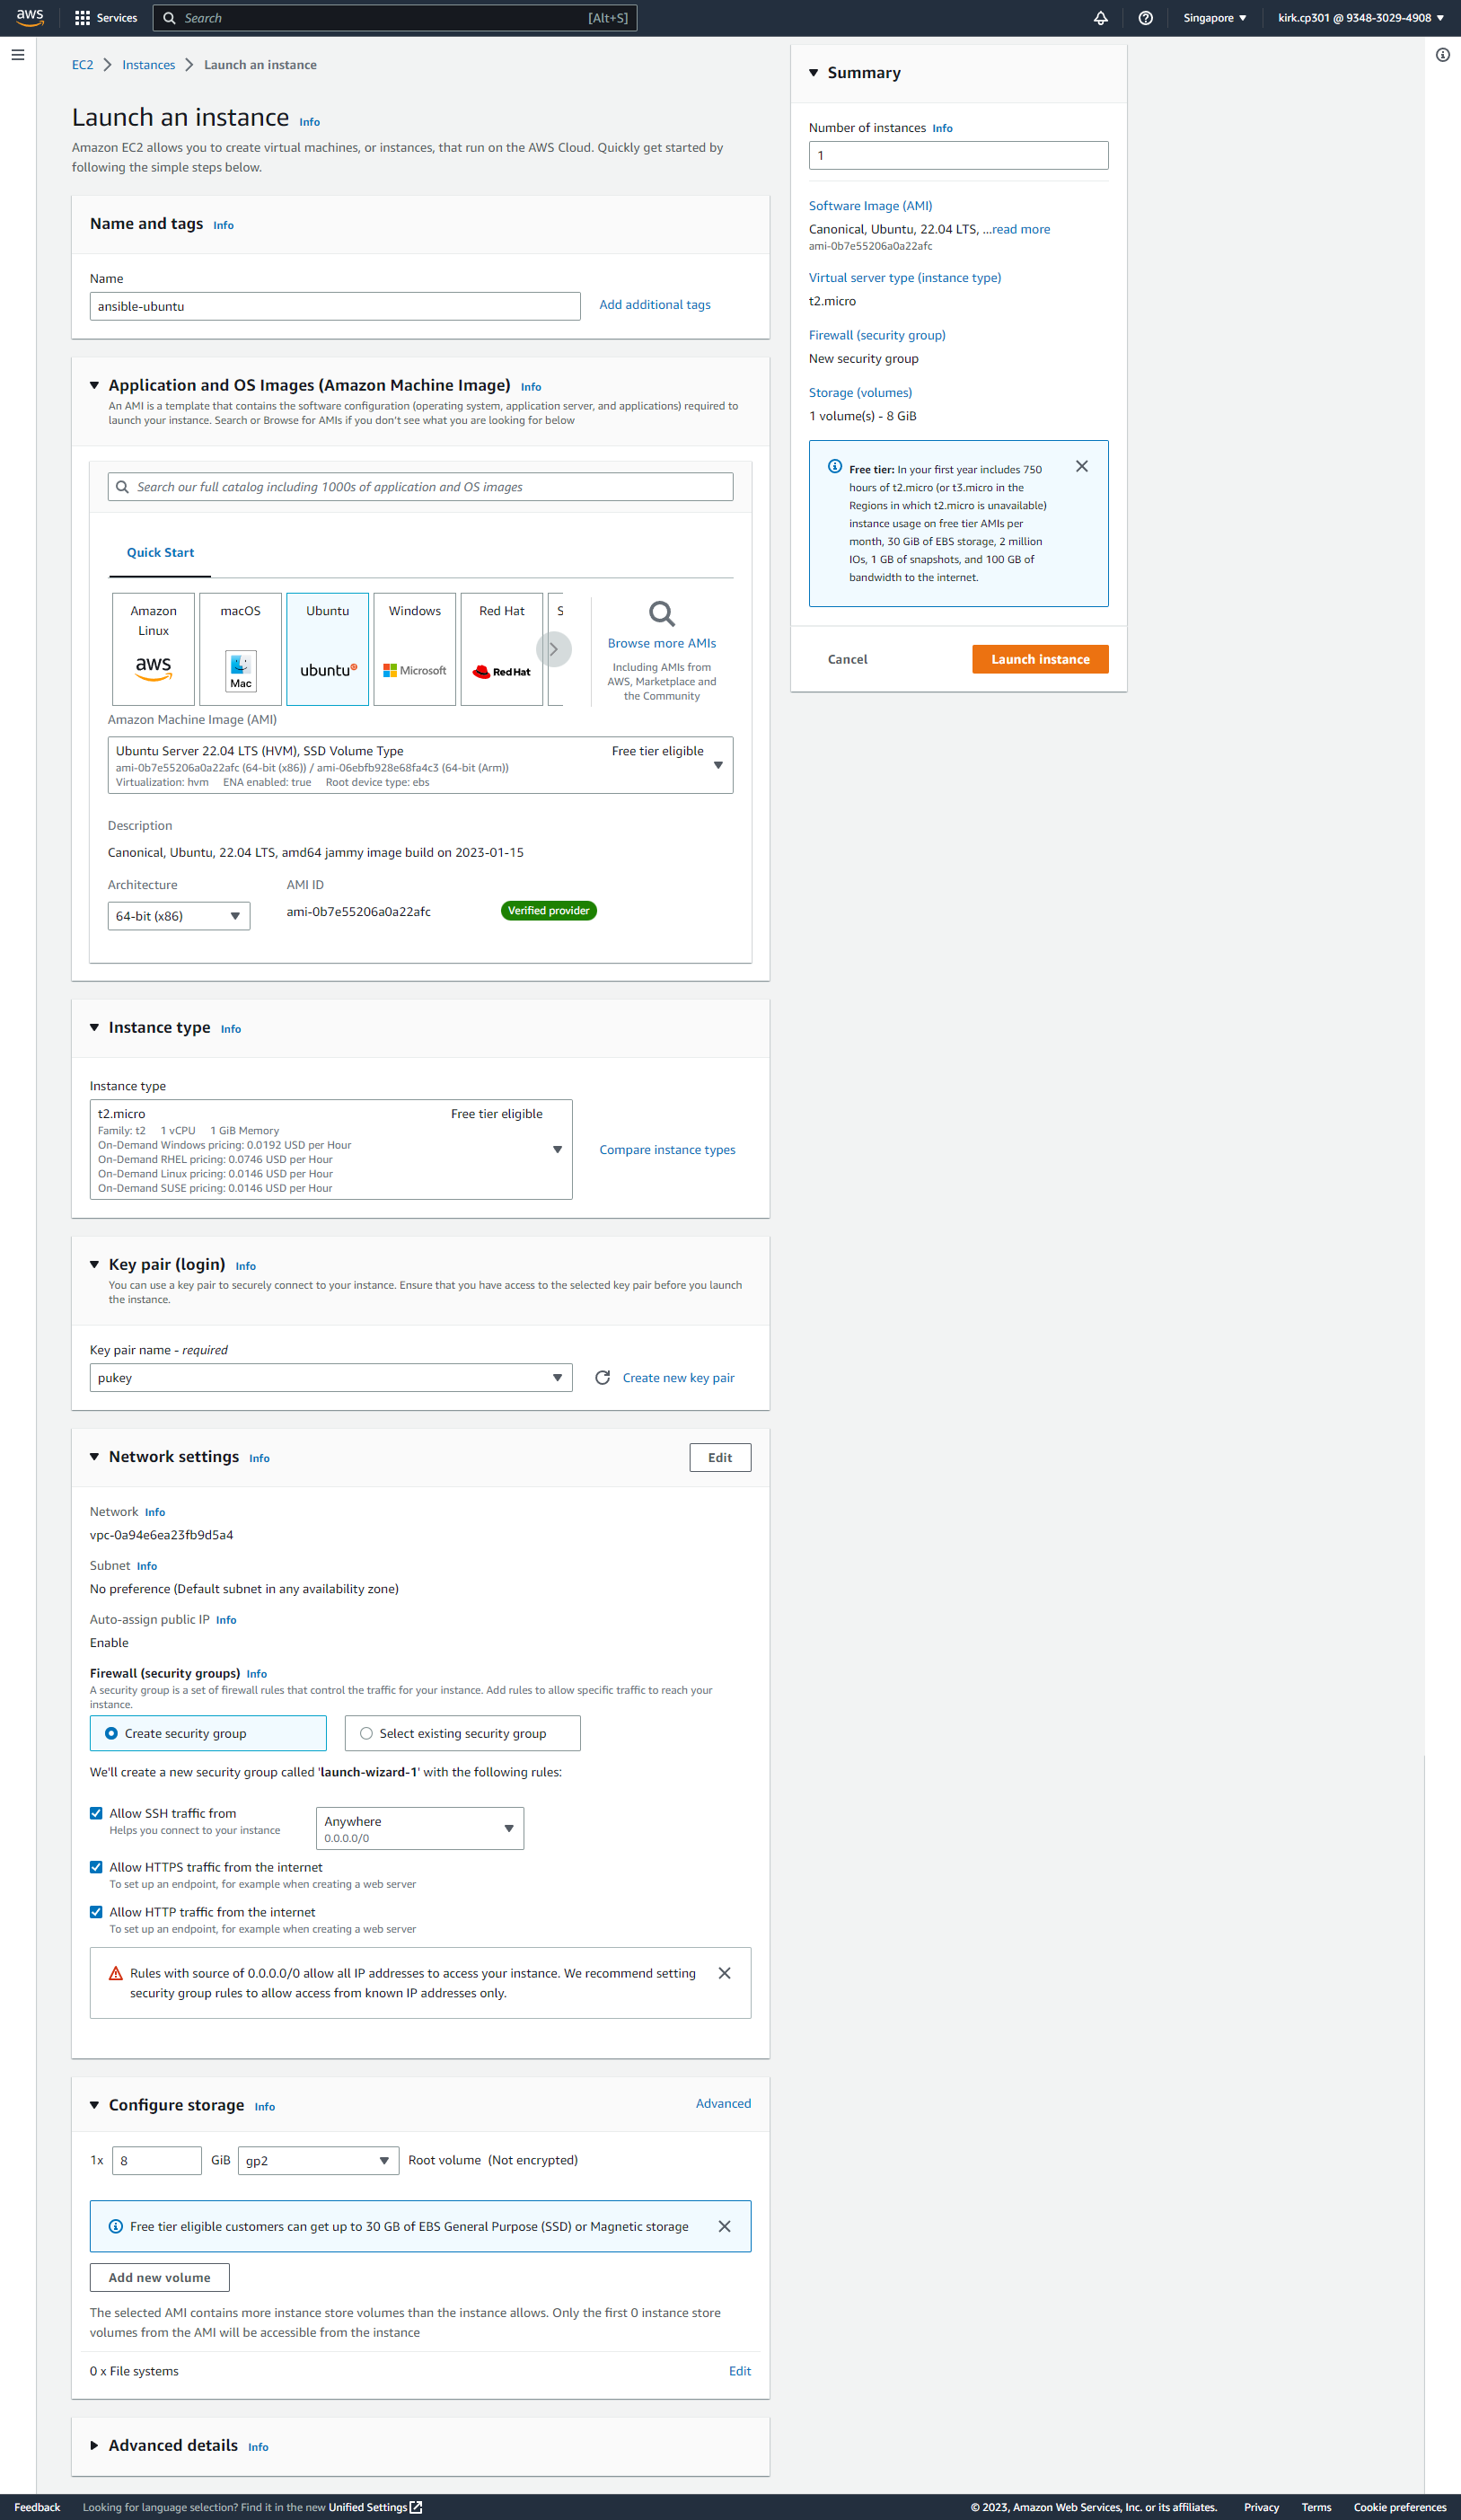 aws
Services
Search
[Alt+S]
Singapore
kirk.cp301 @ 9348-3029-4908
EC2
Instances
Launch an instance
Launch an instance Info
Amazon EC2 allows you to create virtual machines, or instances, that run on the AWS Cloud. Quickly get started by
following the simple steps below.
Name and tags Info
Name
ansible-ubuntu
Add additional tags
Application and OS Images (Amazon Machine Image) Info
An AMI is a template that contains the software configuration (operating system, application server, and applications) required to
launch your instance. Search or Browse for AMIs if you don't see what you are looking for below
Search our full catalog including 1000s of application and OS images
Quick Start
Amazon
Linux
aws
macOS
Mac
Ubuntu
ubuntu
Windows
Microsoft
Red Hat
Red Hat
S
Browse more AMIs
Including AMIs from
AWS, Marketplace and
the Community
Amazon Machine Image (AMI)
Ubuntu Server 22.04 LTS (HVM), SSD Volume Type
Free tier eligible
ami-0b7e55206a0a22afc (64-bit (x86)) / ami-06ebfb928e68fa4c3 (64-bit (Arm))
Virtualization: hvm ENA enabled: true Root device type: ebs
Description
Canonical, Ubuntu, 22.04 LTS, amd64 jammy image build on 2023-01-15
Architecture
AMI ID
64-bit (x86)
ami-0b7e55206a0a22afc
Verified provider
Instance type Info
Instance type
t2.micro
Free tier eligible
Family: t2 1 vCPU 1 GiB Memory
On-Demand Windows pricing: 0.0192 USD per Hour
On-Demand RHEL pricing: 0.0746 USD per Hour
On-Demand Linux pricing: 0.0146 USD per Hour
On-Demand SUSE pricing: 0.0146 USD per Hour
Compare instance types
Key pair (login) Info
You can use a key pair to securely connect to your instance. Ensure that you have access to the selected key pair before you launch
the instance.
Key pair name - required
pukey
Create new key pair
Network settings Info
Edit
Network Info
vpc-0a94e6ea23fb9d5a4
Subnet Info
No preference (Default subnet in any availability zone)
Auto-assign public IP Info
Enable
Firewall (security groups) Info
A security group is a set of firewall rules that control the traffic for your instance. Add rules to allow specific traffic to reach your
instance.
Create security group
Select existing security group
We'll create a new security group called 'launch-wizard-1' with the following rules:
Allow SSH traffic from
Helps you connect to your instance
Anywhere
0.0.0.0/0
Allow HTTPS traffic from the internet
To set up an endpoint, for example when creating a web server
Allow HTTP traffic from the internet
To set up an endpoint, for example when creating a web server
Rules with source of 0.0.0.0/0 allow all IP addresses to access your instance. We recommend setting
security group rules to allow access from known IP addresses only.
Configure storage Info
Advanced
1x
8
GiB
gp2
Root volume (Not encrypted)
Free tier eligible customers can get up to 30 GB of EBS General Purpose (SSD) or Magnetic storage
Add new volume
The selected AMI contains more instance store volumes than the instance allows. Only the first 0 instance store
volumes from the AMI will be accessible from the instance
0 x File systems
Edit
Advanced details Info
Summary
Number of instances Info
1
Software Image (AMI)
Canonical, Ubuntu, 22.04 LTS, ...read more
ami-0b7e55206a0a22afc
Virtual server type (instance type)
t2.micro
Firewall (security group)
New security group
Storage (volumes)
1 volume(s) - 8 GiB
Free tier: In your first year includes 750
hours of t2.micro (or t3.micro in the
Regions in which t2.micro is unavailable)
instance usage on free tier AMIs per
month, 30 GiB of EBS storage, 2 million
IOs, 1 GB of snapshots, and 100 GB of
bandwidth to the internet.
Cancel
Launch instance
Feedback
Looking for language selection? Find it in the new Unified Settings
© 2023, Amazon Web Services, Inc. or its affiliates.
Privacy
Terms
Cookie preferences